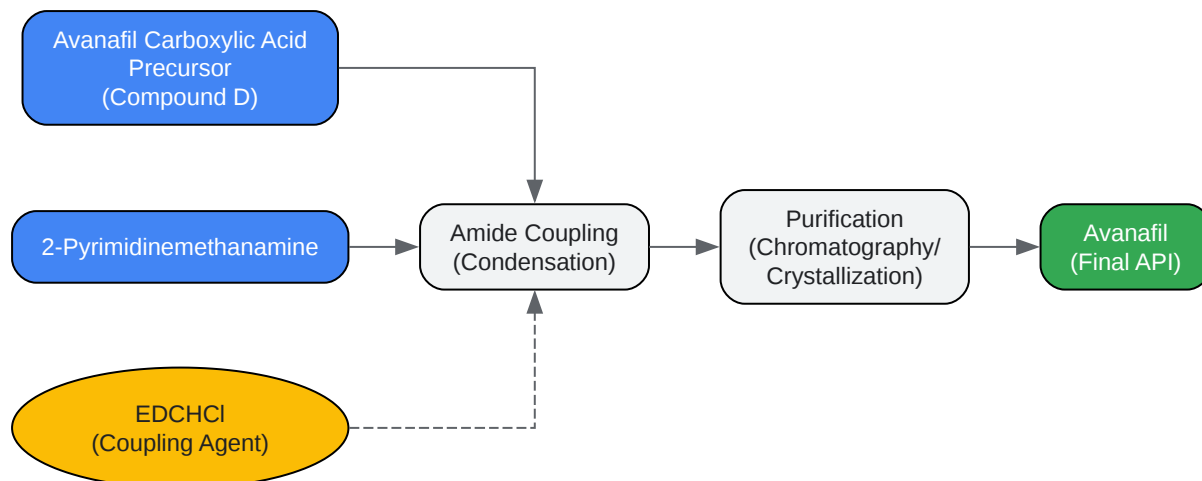 Avanafil Carboxylic Acid
Precursor
(Compound D)
2-Pyrimidinemethanamine
Amide Coupling
(Condensation)
Purification
(Chromatography/
Crystallization)
Avanafil
(Final API)
EDCHCl
(Coupling Agent)